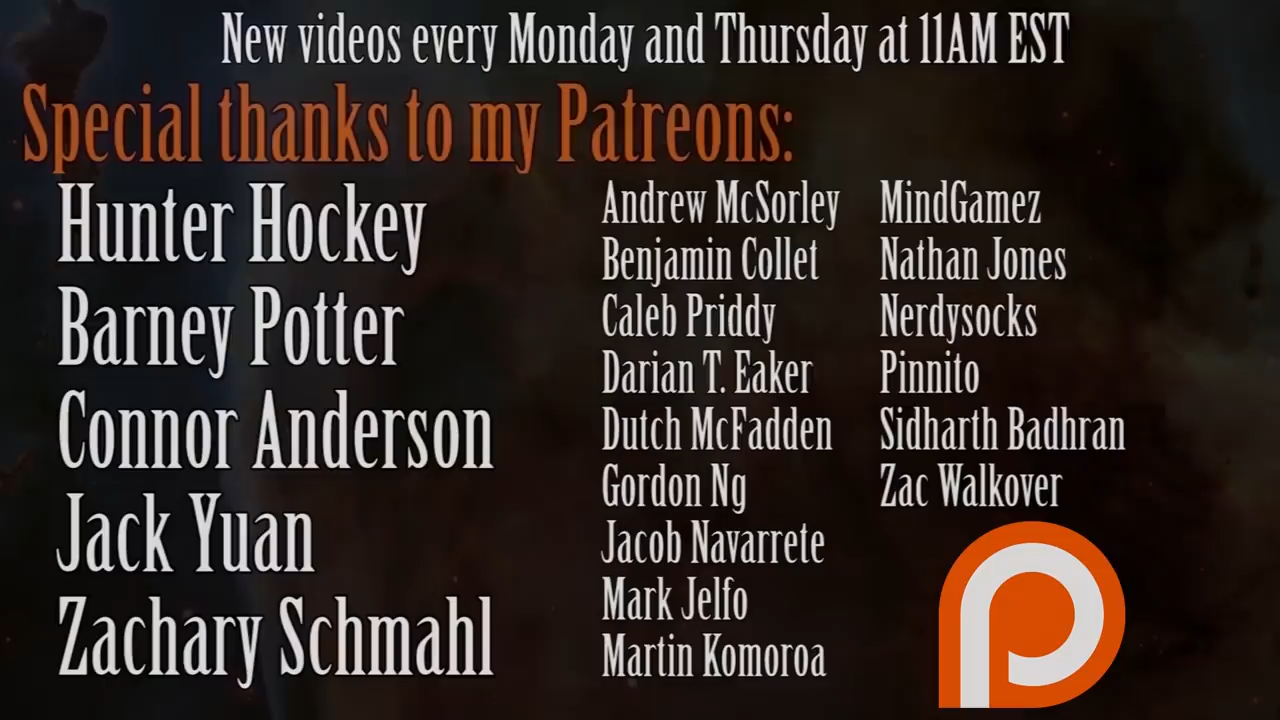 New videos every Monday and Thursday at 11AM EST
Special thanks to my Patreons:
Hunter Hockey
Barney Potter
Connor Anderson
Jack Yuan
Zachary Schmahl
Andrew McSorley
Benjamin Collet
Caleb Priddy
Darian T. Eaker
Dutch McFadden
Gordon Ng
Jacob Navarrete
Mark Jelfo
Martin Komoroa
MindGamez
Nathan Jones
Nerdysocks
Pinnito
Sidharth Badhran
Zac Walkover